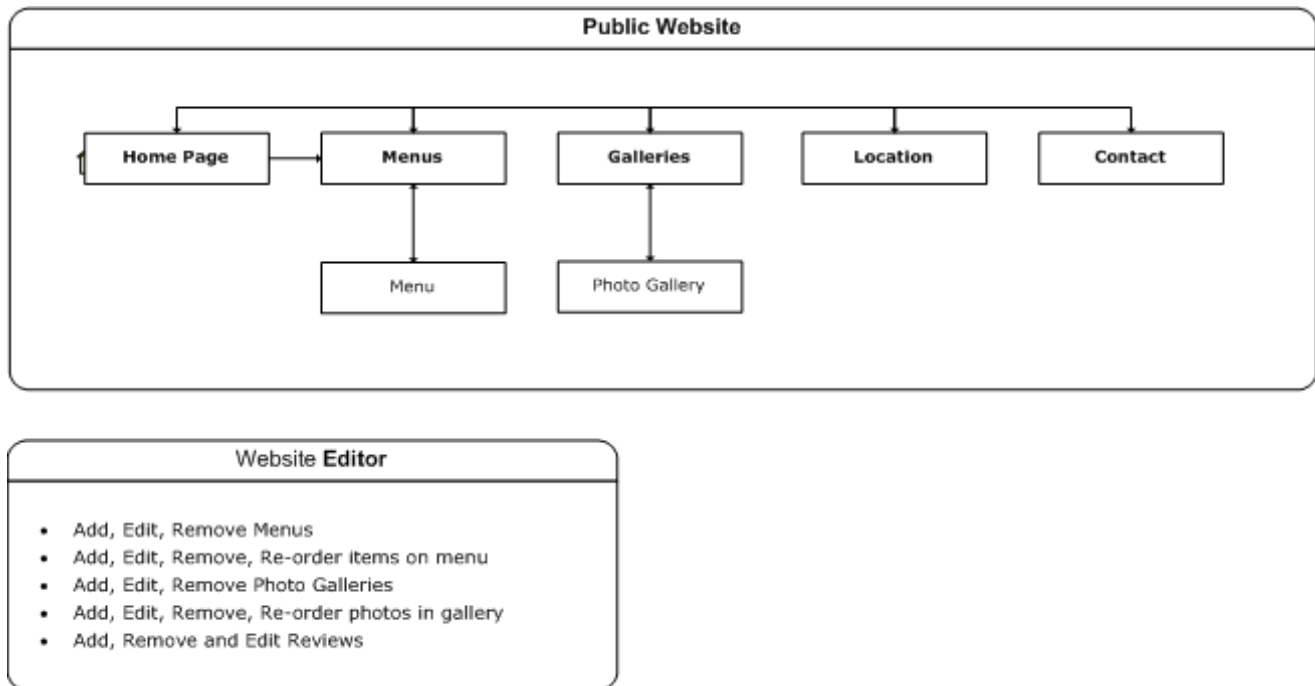 Public Website
Home Page
Menus
Galleries
Location
Contact
Menu
Photo Gallery
Website Editor
• Add, Edit, Remove Menus
• Add, Edit, Remove, Re-order items on menu
• Add, Edit, Remove Photo Galleries
• Add, Edit, Remove, Re-order photos in gallery
• Add, Remove and Edit Reviews